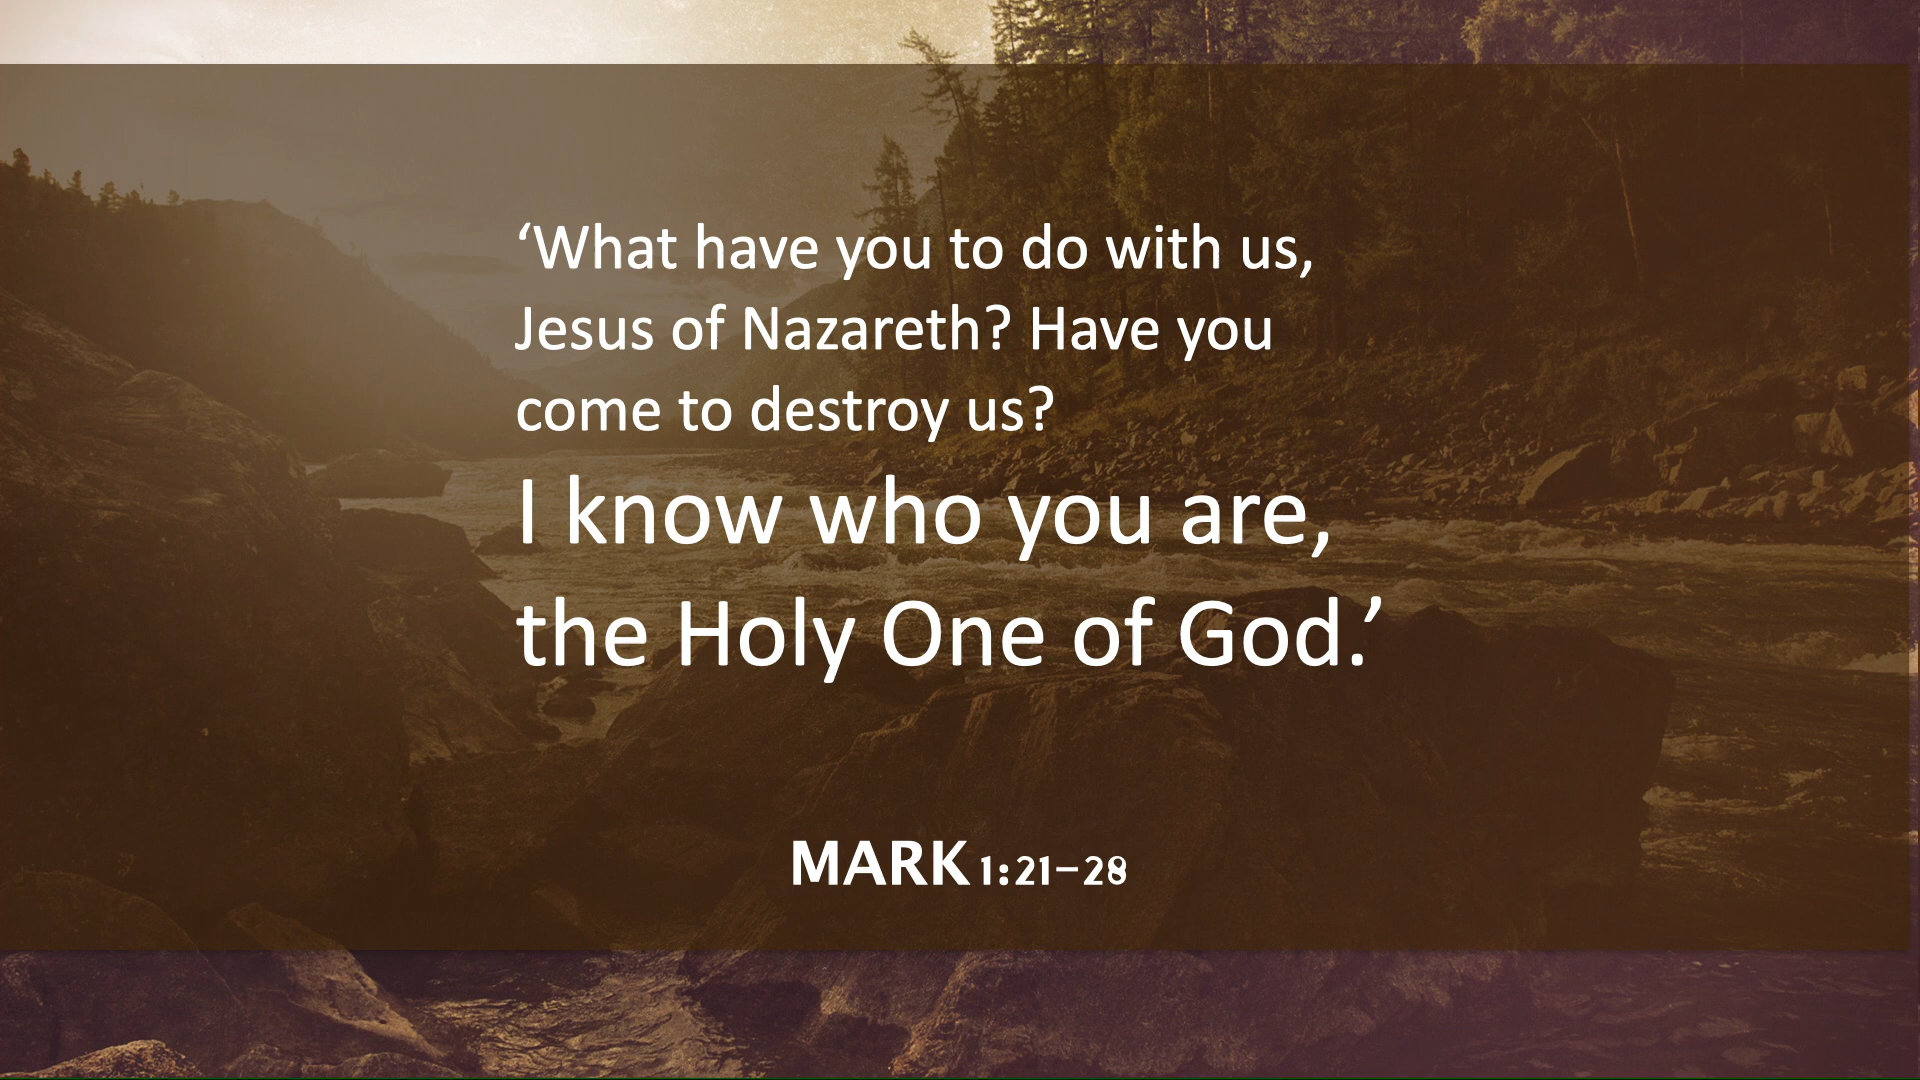 ‘What have you to do with us,
Jesus of Nazareth? Have you
come to destroy us?
I know who you are,
the Holy One of God.’
MARK 1:21–28